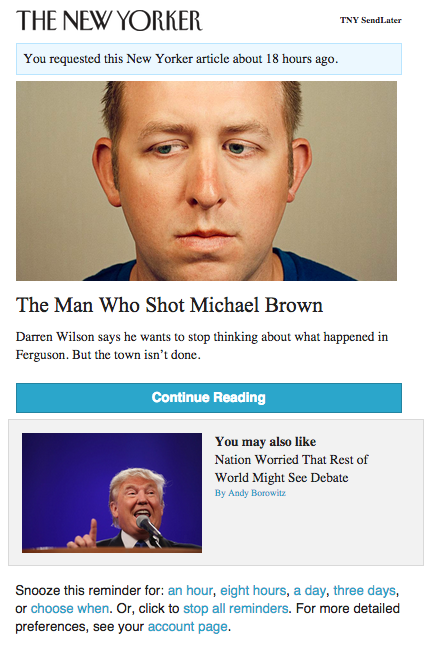 THE NEW YORKER
TNY SendLater
You requested this New Yorker article about 18 hours ago.
The Man Who Shot Michael Brown
Darren Wilson says he wants to stop thinking about what happened in
Ferguson. But the town isn't done.
Continue Reading
You may also like
Nation Worried That Rest of
World Might See Debate
By Andy Borowitz
Snooze this reminder for: an hour, eight hours, a day, three days,
or choose when. Or, click to stop all reminders. For more detailed
preferences, see your account page.